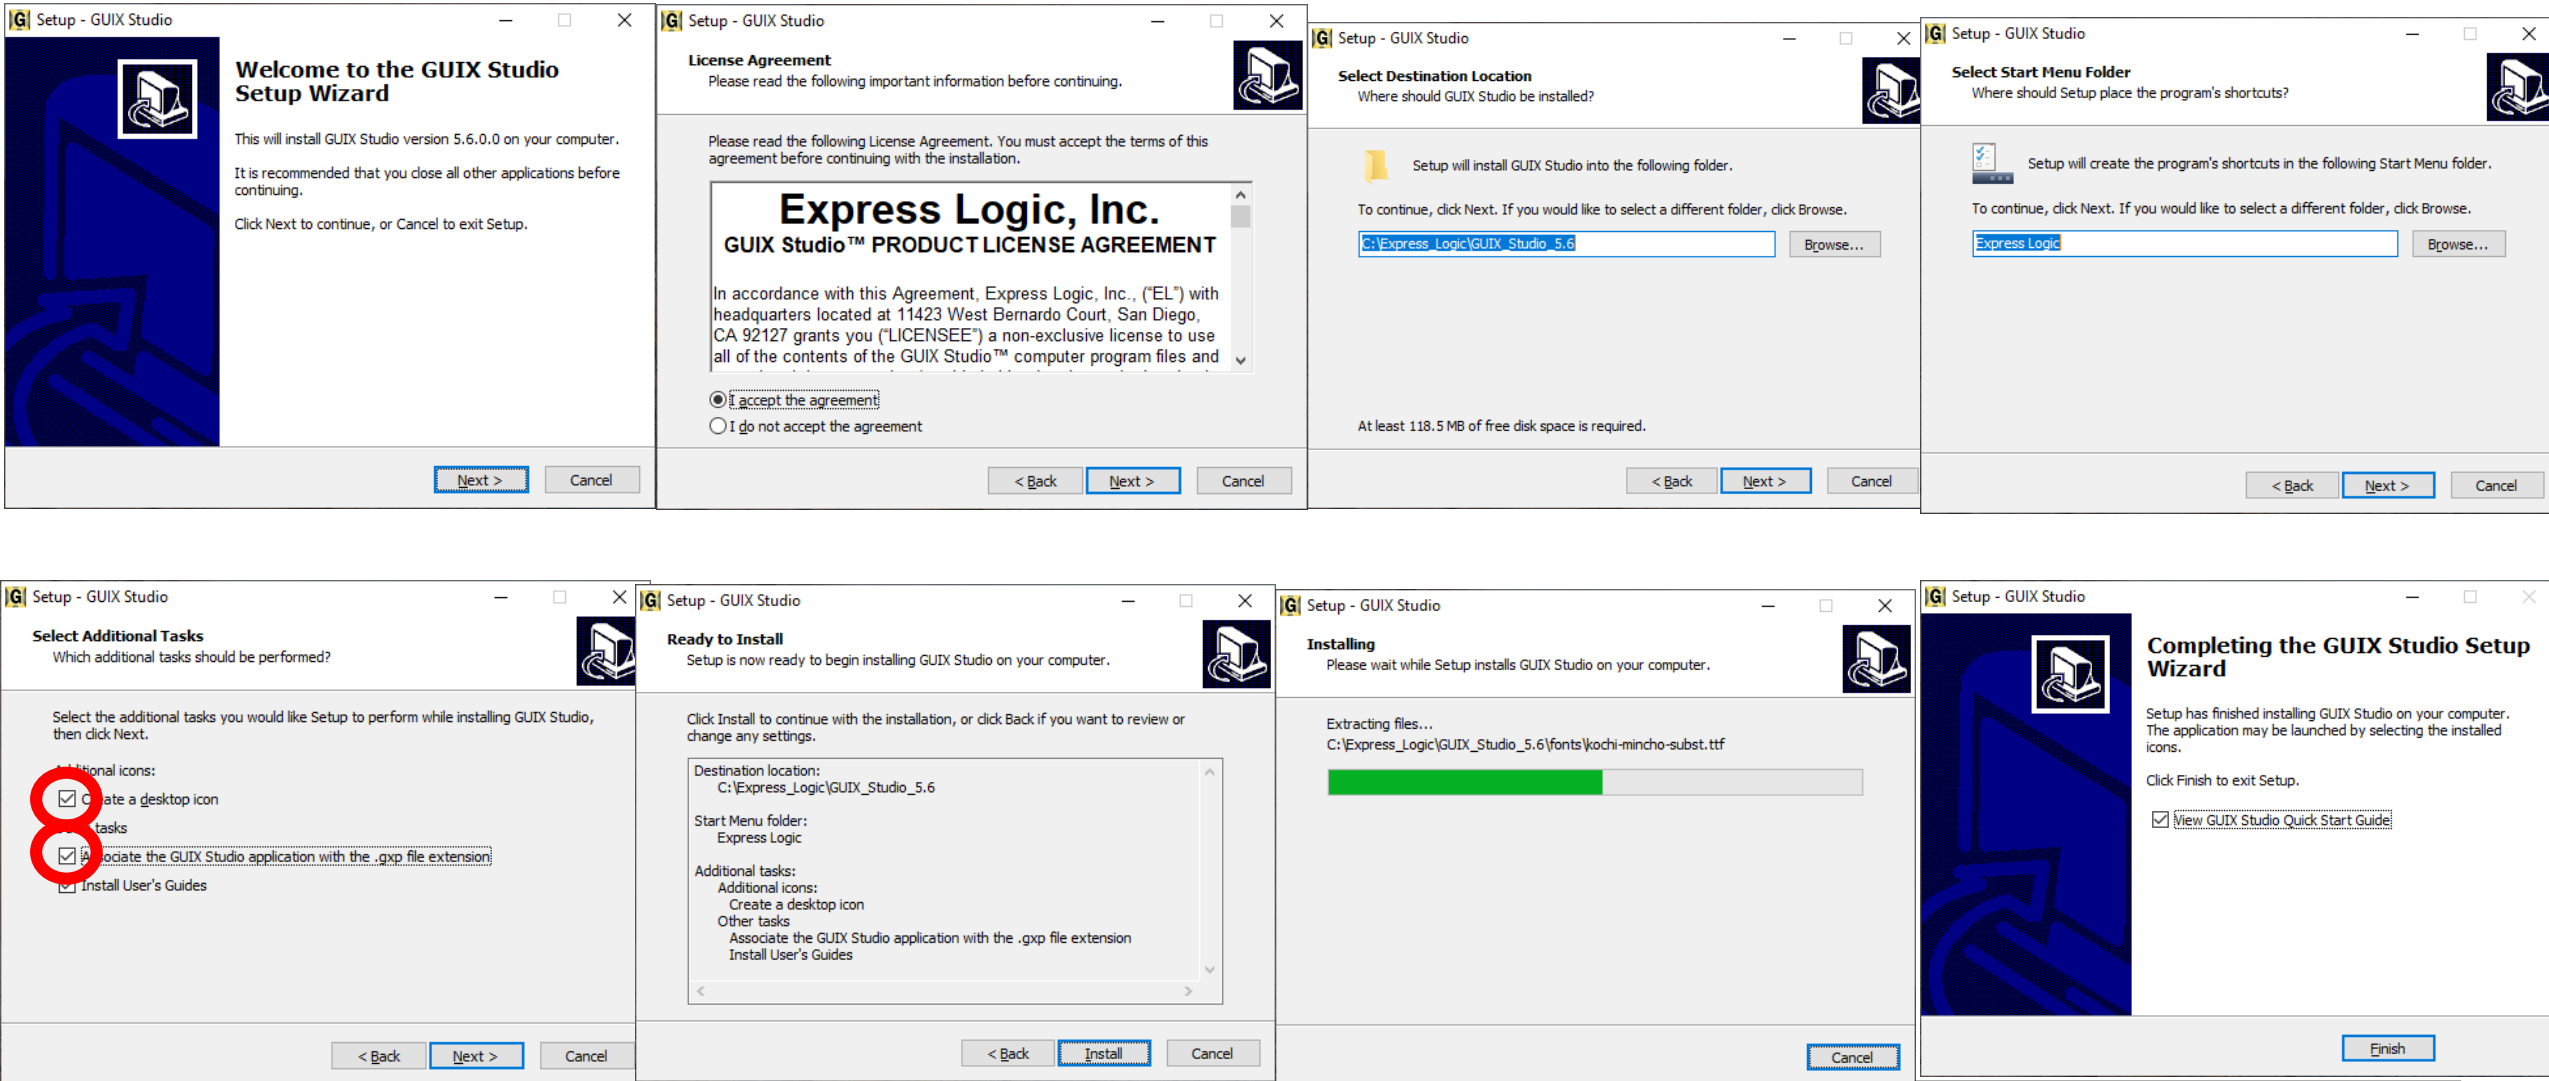 Setup - GUIX Studio
Welcome to the GUIX Studio
Setup Wizard
This will install GUIX Studio version 5.6.0.0 on your computer.
It is recommended that you close all other applications before
continuing.
Click Next to continue, or Cancel to exit Setup.
Next >
Cancel
Setup - GUIX Studio
License Agreement
Please read the following important information before continuing.
Please read the following License Agreement. You must accept the terms of this
agreement before continuing with the installation.
Express Logic, Inc.
GUIX Studio™ PRODUCT LICENSE AGREEMENT
In accordance with this Agreement, Express Logic, Inc., ("EL") with
headquarters located at 11423 West Bernardo Court, San Diego,
CA 92127 grants you ("LICENSEE") a non-exclusive license to use
all of the contents of the GUIX Studio™ computer program files and
I accept the agreement
I do not accept the agreement
< Back
Next >
Cancel
Setup - GUIX Studio
Select Destination Location
Where should GUIX Studio be installed?
Setup will install GUIX Studio into the following folder.
To continue, click Next. If you would like to select a different folder, click Browse.
C:\Express_Logic\GUIX_Studio_5.6
Browse...
At least 118.5 MB of free disk space is required.
< Back
Next >
Cancel
Setup - GUIX Studio
Select Start Menu Folder
Where should Setup place the program's shortcuts?
Setup will create the program's shortcuts in the following Start Menu folder.
To continue, click Next. If you would like to select a different folder, click Browse.
Express Logic
Browse...
< Back
Next >
Cancel
Setup - GUIX Studio
Select Additional Tasks
Which additional tasks should be performed?
Select the additional tasks you would like Setup to perform while installing GUIX Studio,
then click Next.
Additional icons:
Create a desktop icon
tasks
Associate the GUIX Studio application with the .gxp file extension
Install User's Guides
< Back
Next >
Cancel
Setup - GUIX Studio
Ready to Install
Setup is now ready to begin installing GUIX Studio on your computer.
Click Install to continue with the installation, or click Back if you want to review or
change any settings.
Destination location:
C:\Express_Logic\GUIX_Studio_5.6
Start Menu folder:
Express Logic
Additional tasks:
Additional icons:
Create a desktop icon
Other tasks
Associate the GUIX Studio application with the .gxp file extension
Install User's Guides
< Back
Install
Cancel
Setup - GUIX Studio
Installing
Please wait while Setup installs GUIX Studio on your computer.
Extracting files...
C:\Express_Logic\GUIX_Studio_5.6\fonts\kochi-mincho-subst.ttf
Cancel
Setup - GUIX Studio
Completing the GUIX Studio Setup
Wizard
Setup has finished installing GUIX Studio on your computer.
The application may be launched by selecting the installed
icons.
Click Finish to exit Setup.
View GUIX Studio Quick Start Guide
Finish